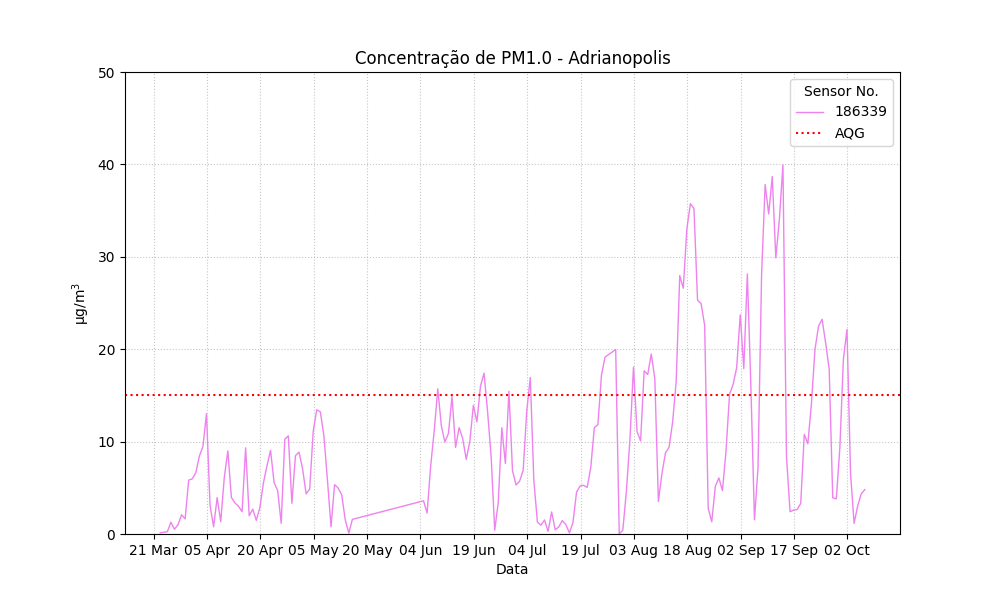 Concentração de PM1.0 - Adrianopolis
Sensor No.
186339
AQG
50
40
30
20
10
0
µg/m³
21 Mar 05 Apr 20 Apr 05 May 20 May 04 Jun 19 Jun 04 Jul 19 Jul 03 Aug 18 Aug 02 Sep 17 Sep 02 Oct
Data